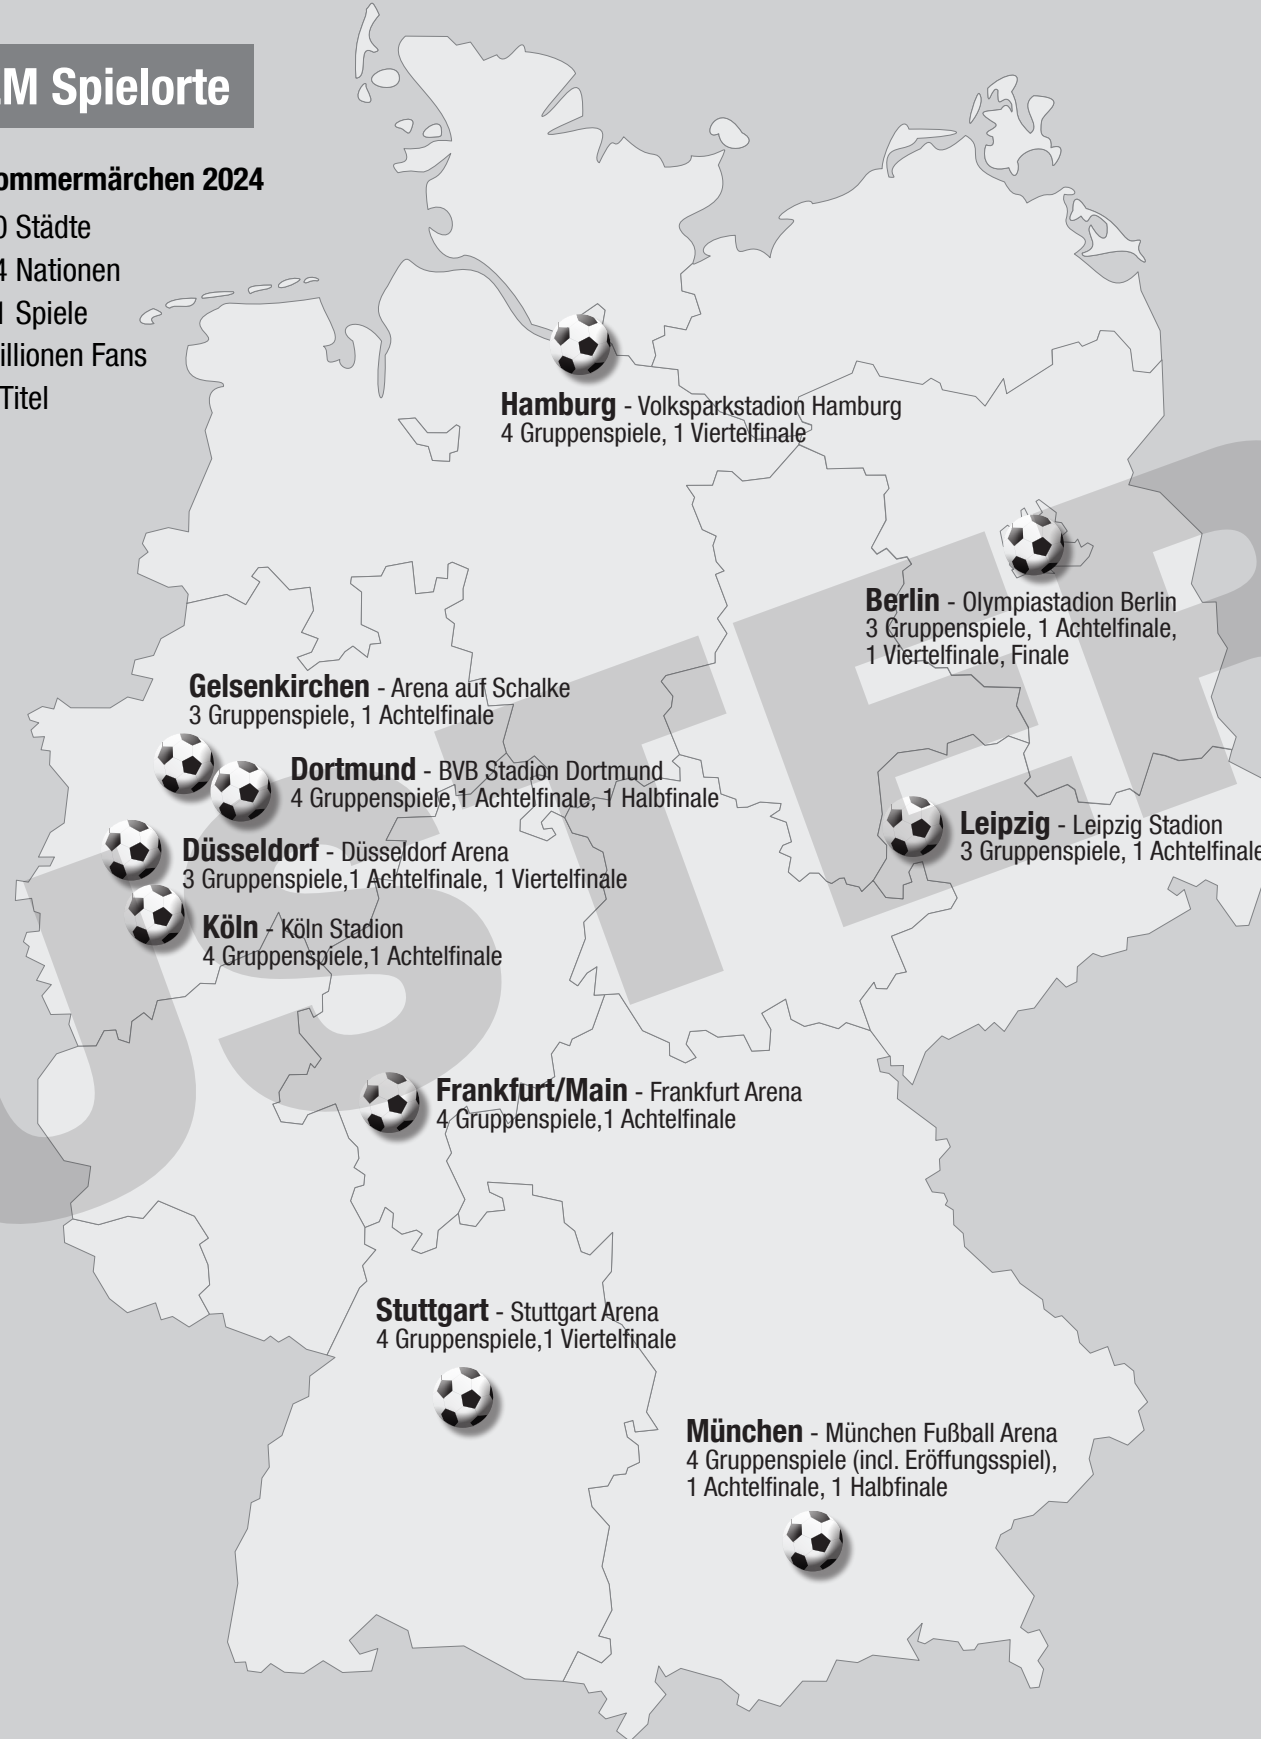 M Spielorte
ommermärchen 2024
0 Städte
4 Nationen
1 Spiele
illionen Fans
Titel
Hamburg - Volksparkstadion Hamburg
4 Gruppenspiele, 1 Viertelfinale
Berlin - Olympiastadion Berlin
3 Gruppenspiele, 1 Achtelfinale,
1 Viertelfinale, Finale
Gelsenkirchen - Arena auf Schalke
3 Gruppenspiele, 1 Achtelfinale
Dortmund - BVB Stadion Dortmund
4 Gruppenspiele,1 Achtelfinale, 1 Halbfinale
Leipzig - Leipzig Stadion
3 Gruppenspiele, 1 Achtelfinale
Düsseldorf - Düsseldorf Arena
3 Gruppenspiele,1 Achtelfinale, 1 Viertelfinale
Köln - Köln Stadion
4 Gruppenspiele,1 Achtelfinale
Frankfurt/Main - Frankfurt Arena
4 Gruppenspiele,1 Achtelfinale
Stuttgart - Stuttgart Arena
4 Gruppenspiele,1 Viertelfinale
München - München Fußball Arena
4 Gruppenspiele (incl. Eröffungsspiel),
1 Achtelfinale, 1 Halbfinale
USTER